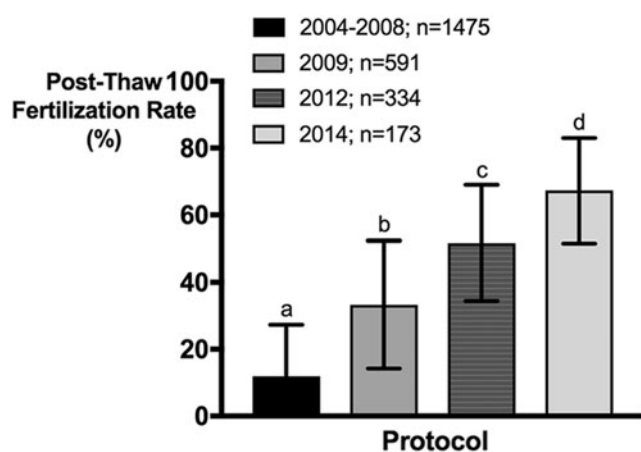 2004-2008; n=1475
2009; n=591
2012; n=334
2014; n=173
Post-Thaw
Fertilization Rate
(%)
100
80
60
40
20
0
a
b
c
d
Protocol